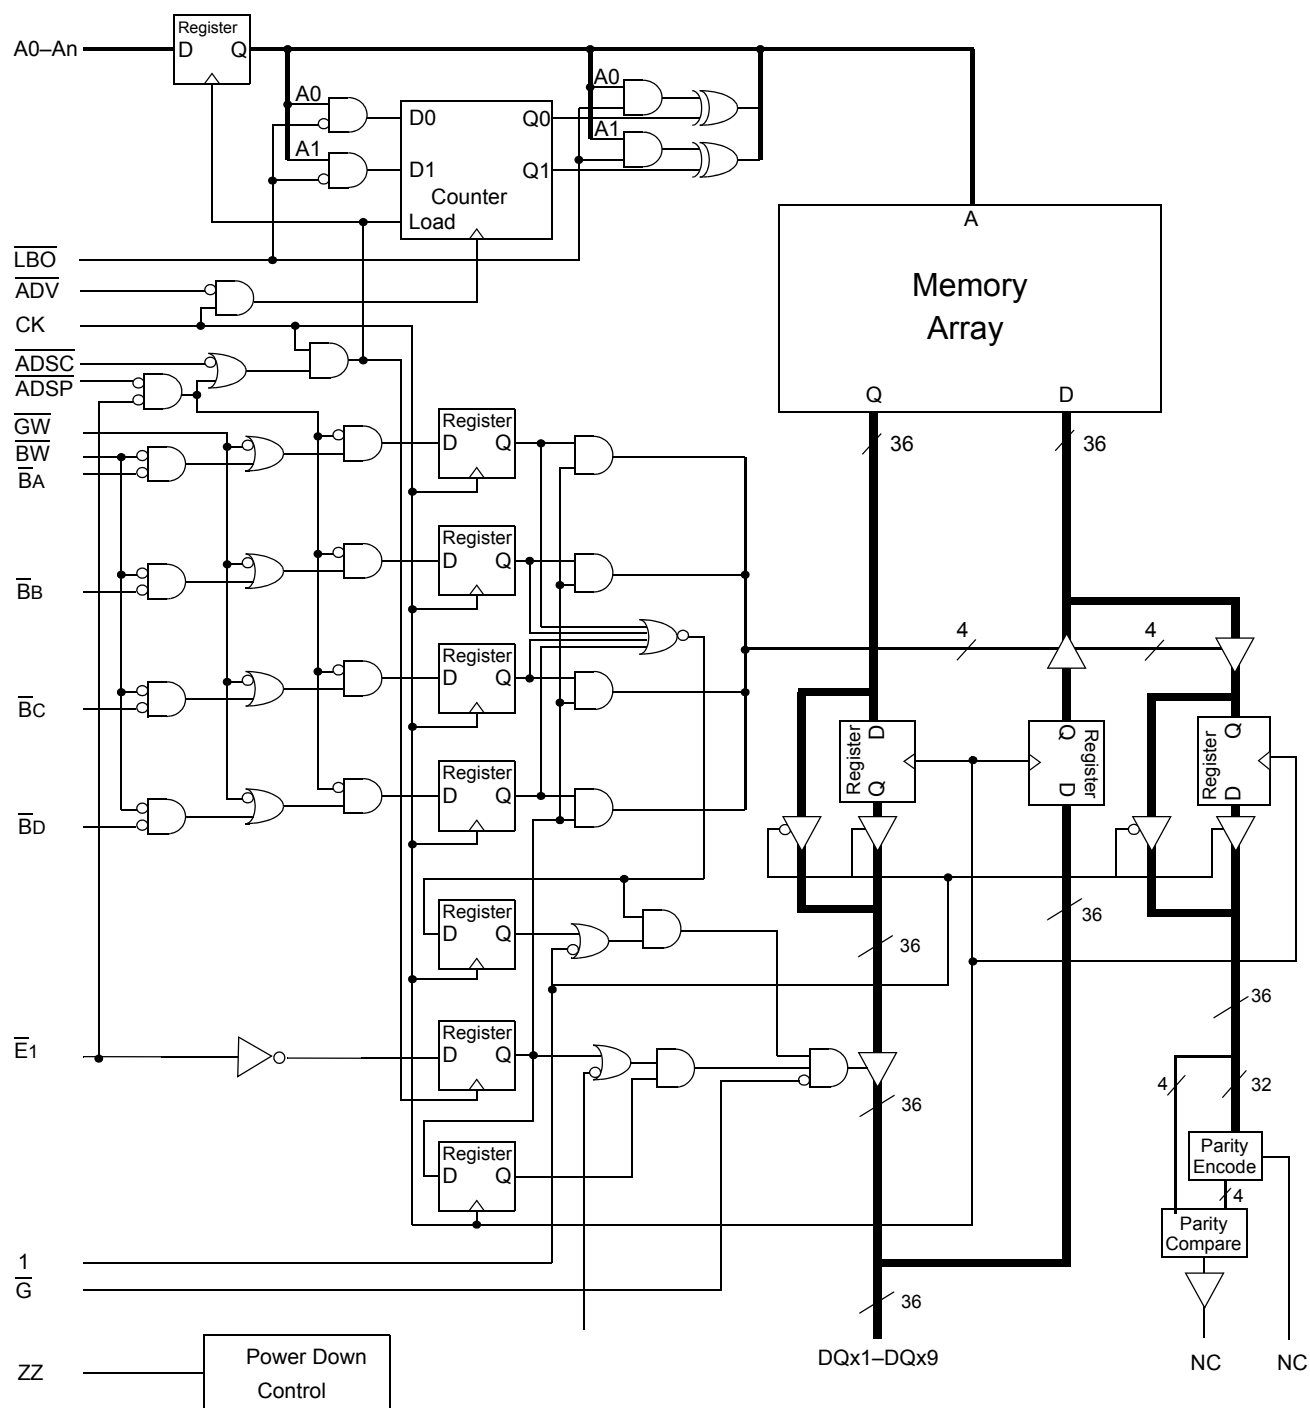 Register
A0–An
D Q
A0
A0
D0
Q0
A1
A1
D1
Q1
Counter
Load
A
LBO
ADV
CK
Memory
Array
ADSC
ADSP
Q
D
GW
BW
BA
Register
D Q
36
36
Register
D Q
BB
4
4
Register
D Q
BC
Register
D
Q
Register
Q
D
Register
Q
D
Register
D Q
BD
Register
D Q
36
36
36
Register
D Q
E1
4
32
36
Register
D Q
Parity
Encode
4
Parity
Compare
1
G
36
Power Down
Control
ZZ
DQx1–DQx9
NC
NC